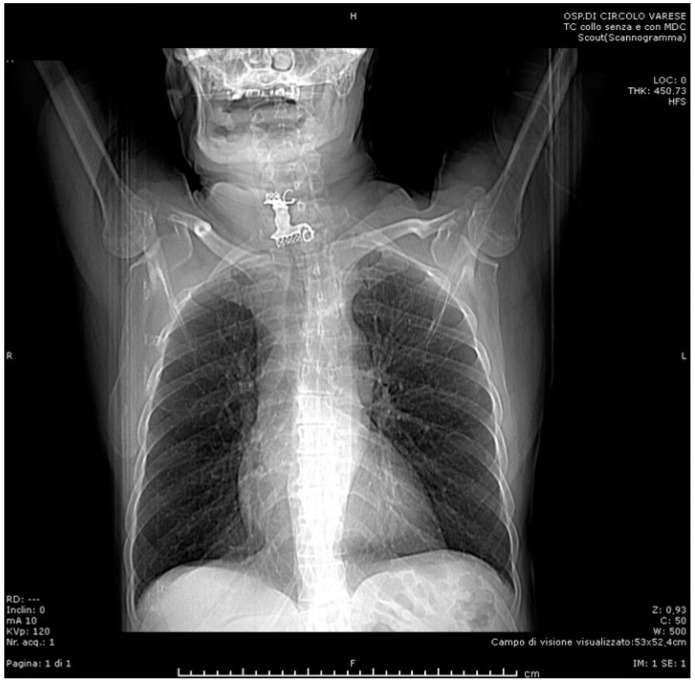 H
OSP.DI CIRCOLO VARESE
TC collo senza e con MDC
Scout(Scannogramma)
LOC: 0
THK: 450.73
HFS
R
L
RD: ---
Inclin: 0
mA 10
KVp: 120
Nr. acq.: 1
Pagina: 1 di 1
F
cm
Z: 0,93
C: 50
W: 500
Campo di visione visualizzato:53x52,4cm
IM: 1 SE: 1